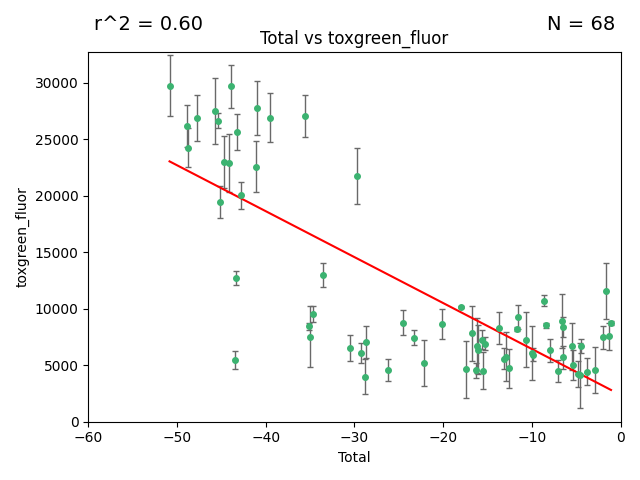 r^2 = 0.60
N = 68
Total vs toxgreen_fluor
30000
25000
20000
15000
10000
5000
0
toxgreen_fluor
−60
−50
−40
−30
−20
−10
0
Total